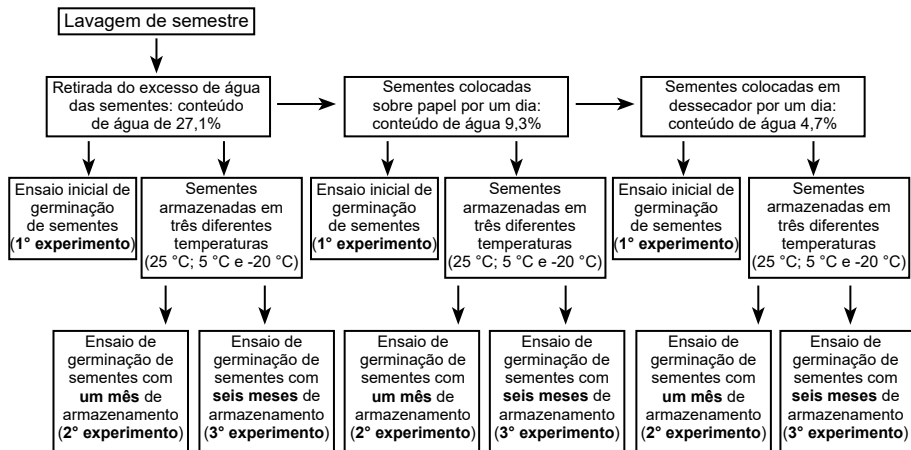 Lavagem de semestre
Retirada do excesso de água
das sementes: conteúdo
de água de 27,1%
Sementes colocadas
sobre papel por um dia:
conteúdo de água 9,3%
Sementes colocadas em
dessecador por um dia:
conteúdo de água 4,7%
Ensaio inicial de
germinação
de sementes
(1° experimento)
Sementes
armazenadas em
três diferentes
temperaturas
(25 °C; 5 °C e -20 °C)
Ensaio inicial de
germinação
de sementes
(1° experimento)
Sementes
armazenadas em
três diferentes
temperaturas
(25 °C; 5 °C e -20 °C)
Ensaio inicial de
germinação
de sementes
(1° experimento)
Sementes
armazenadas em
três diferentes
temperaturas
(25 °C; 5 °C e -20 °C)
Ensaio de
germinação de
sementes com
um mês de
armazenamento
(2° experimento)
Ensaio de
germinação de
sementes com
seis meses de
armazenamento
(3° experimento)
Ensaio de
germinação de
sementes com
um mês de
armazenamento
(2° experimento)
Ensaio de
germinação de
sementes com
seis meses de
armazenamento
(3° experimento)
Ensaio de
germinação de
sementes com
um mês de
armazenamento
(2° experimento)
Ensaio de
germinação de
sementes com
seis meses de
armazenamento
(3° experimento)